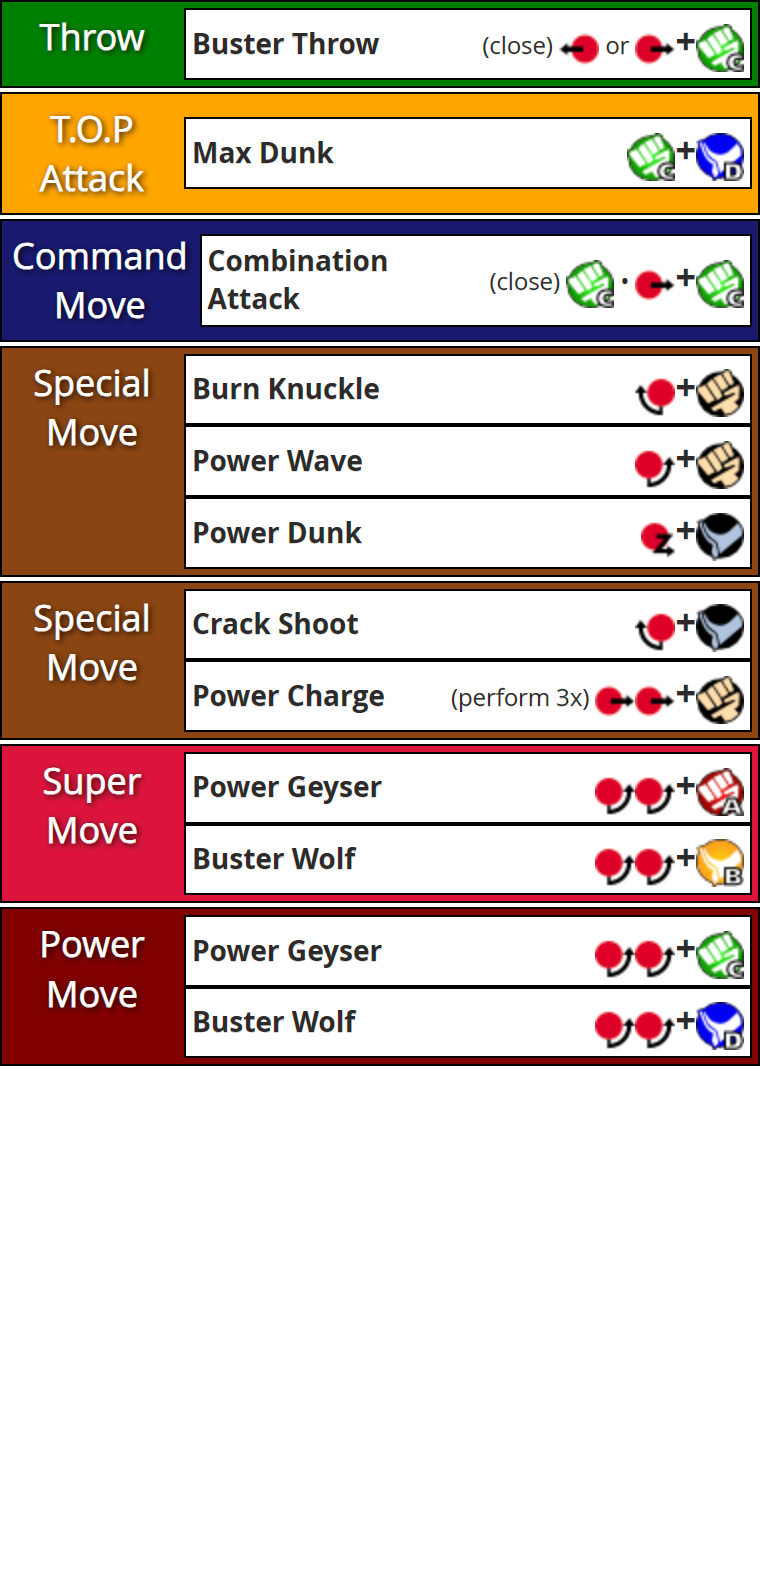 Throw
Buster Throw (close) or + C
T.O.P
Attack
Max Dunk C + D
Command
Move
Combination
Attack
(close) C · + C
Special
Move
Burn Knuckle +
Power Wave +
Power Dunk +
Special
Move
Crack Shoot +
Power Charge (perform 3x) +
Super
Move
Power Geyser + A
Buster Wolf + B
Power
Move
Power Geyser + C
Buster Wolf + D